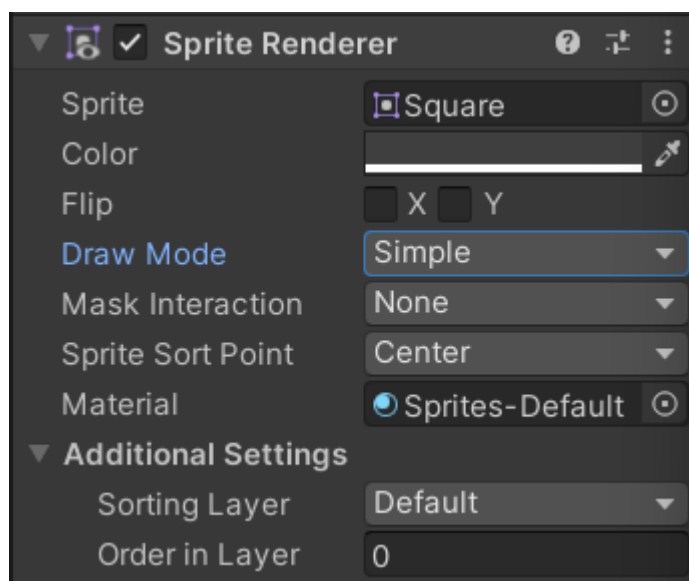 Sprite Renderer
Sprite Square
Color
Flip X Y
Draw Mode Simple
Mask Interaction None
Sprite Sort Point Center
Material Sprites-Default
Additional Settings
Sorting Layer Default
Order in Layer 0